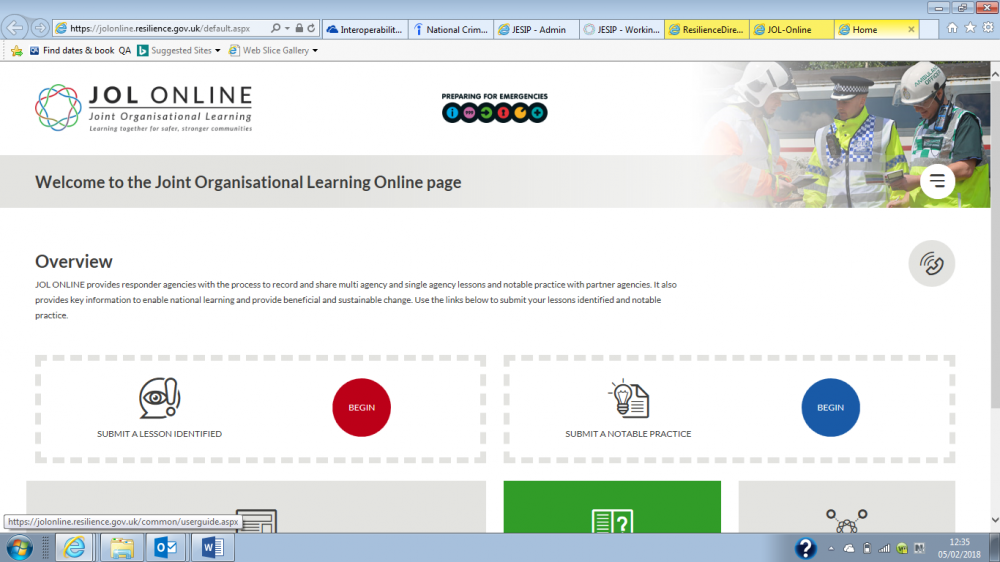 https://jolonline.resilience.gov.uk/default.aspx
Interoperabilit...
National Crim...
JESIP - Admin
JESIP - Workin...
ResilienceDire...
JOL-Online
Home
Find dates & book QA
Suggested Sites
Web Slice Gallery
JOL ONLINE
Joint Organisational Learning
Learning together for safer, stronger communities
PREPARING FOR EMERGENCIES
AMBULANCE
OFFICER
Welcome to the Joint Organisational Learning Online page
Overview
JOL ONLINE provides responder agencies with the process to record and share multi agency and single agency lessons and notable practice with partner agencies. It also
provides key information to enable national learning and provide beneficial and sustainable change. Use the links below to submit your lessons identified and notable
practice.
SUBMIT A LESSON IDENTIFIED
BEGIN
SUBMIT A NOTABLE PRACTICE
BEGIN
https://jolonline.resilience.gov.uk/common/userguide.aspx
12:35
05/02/2018